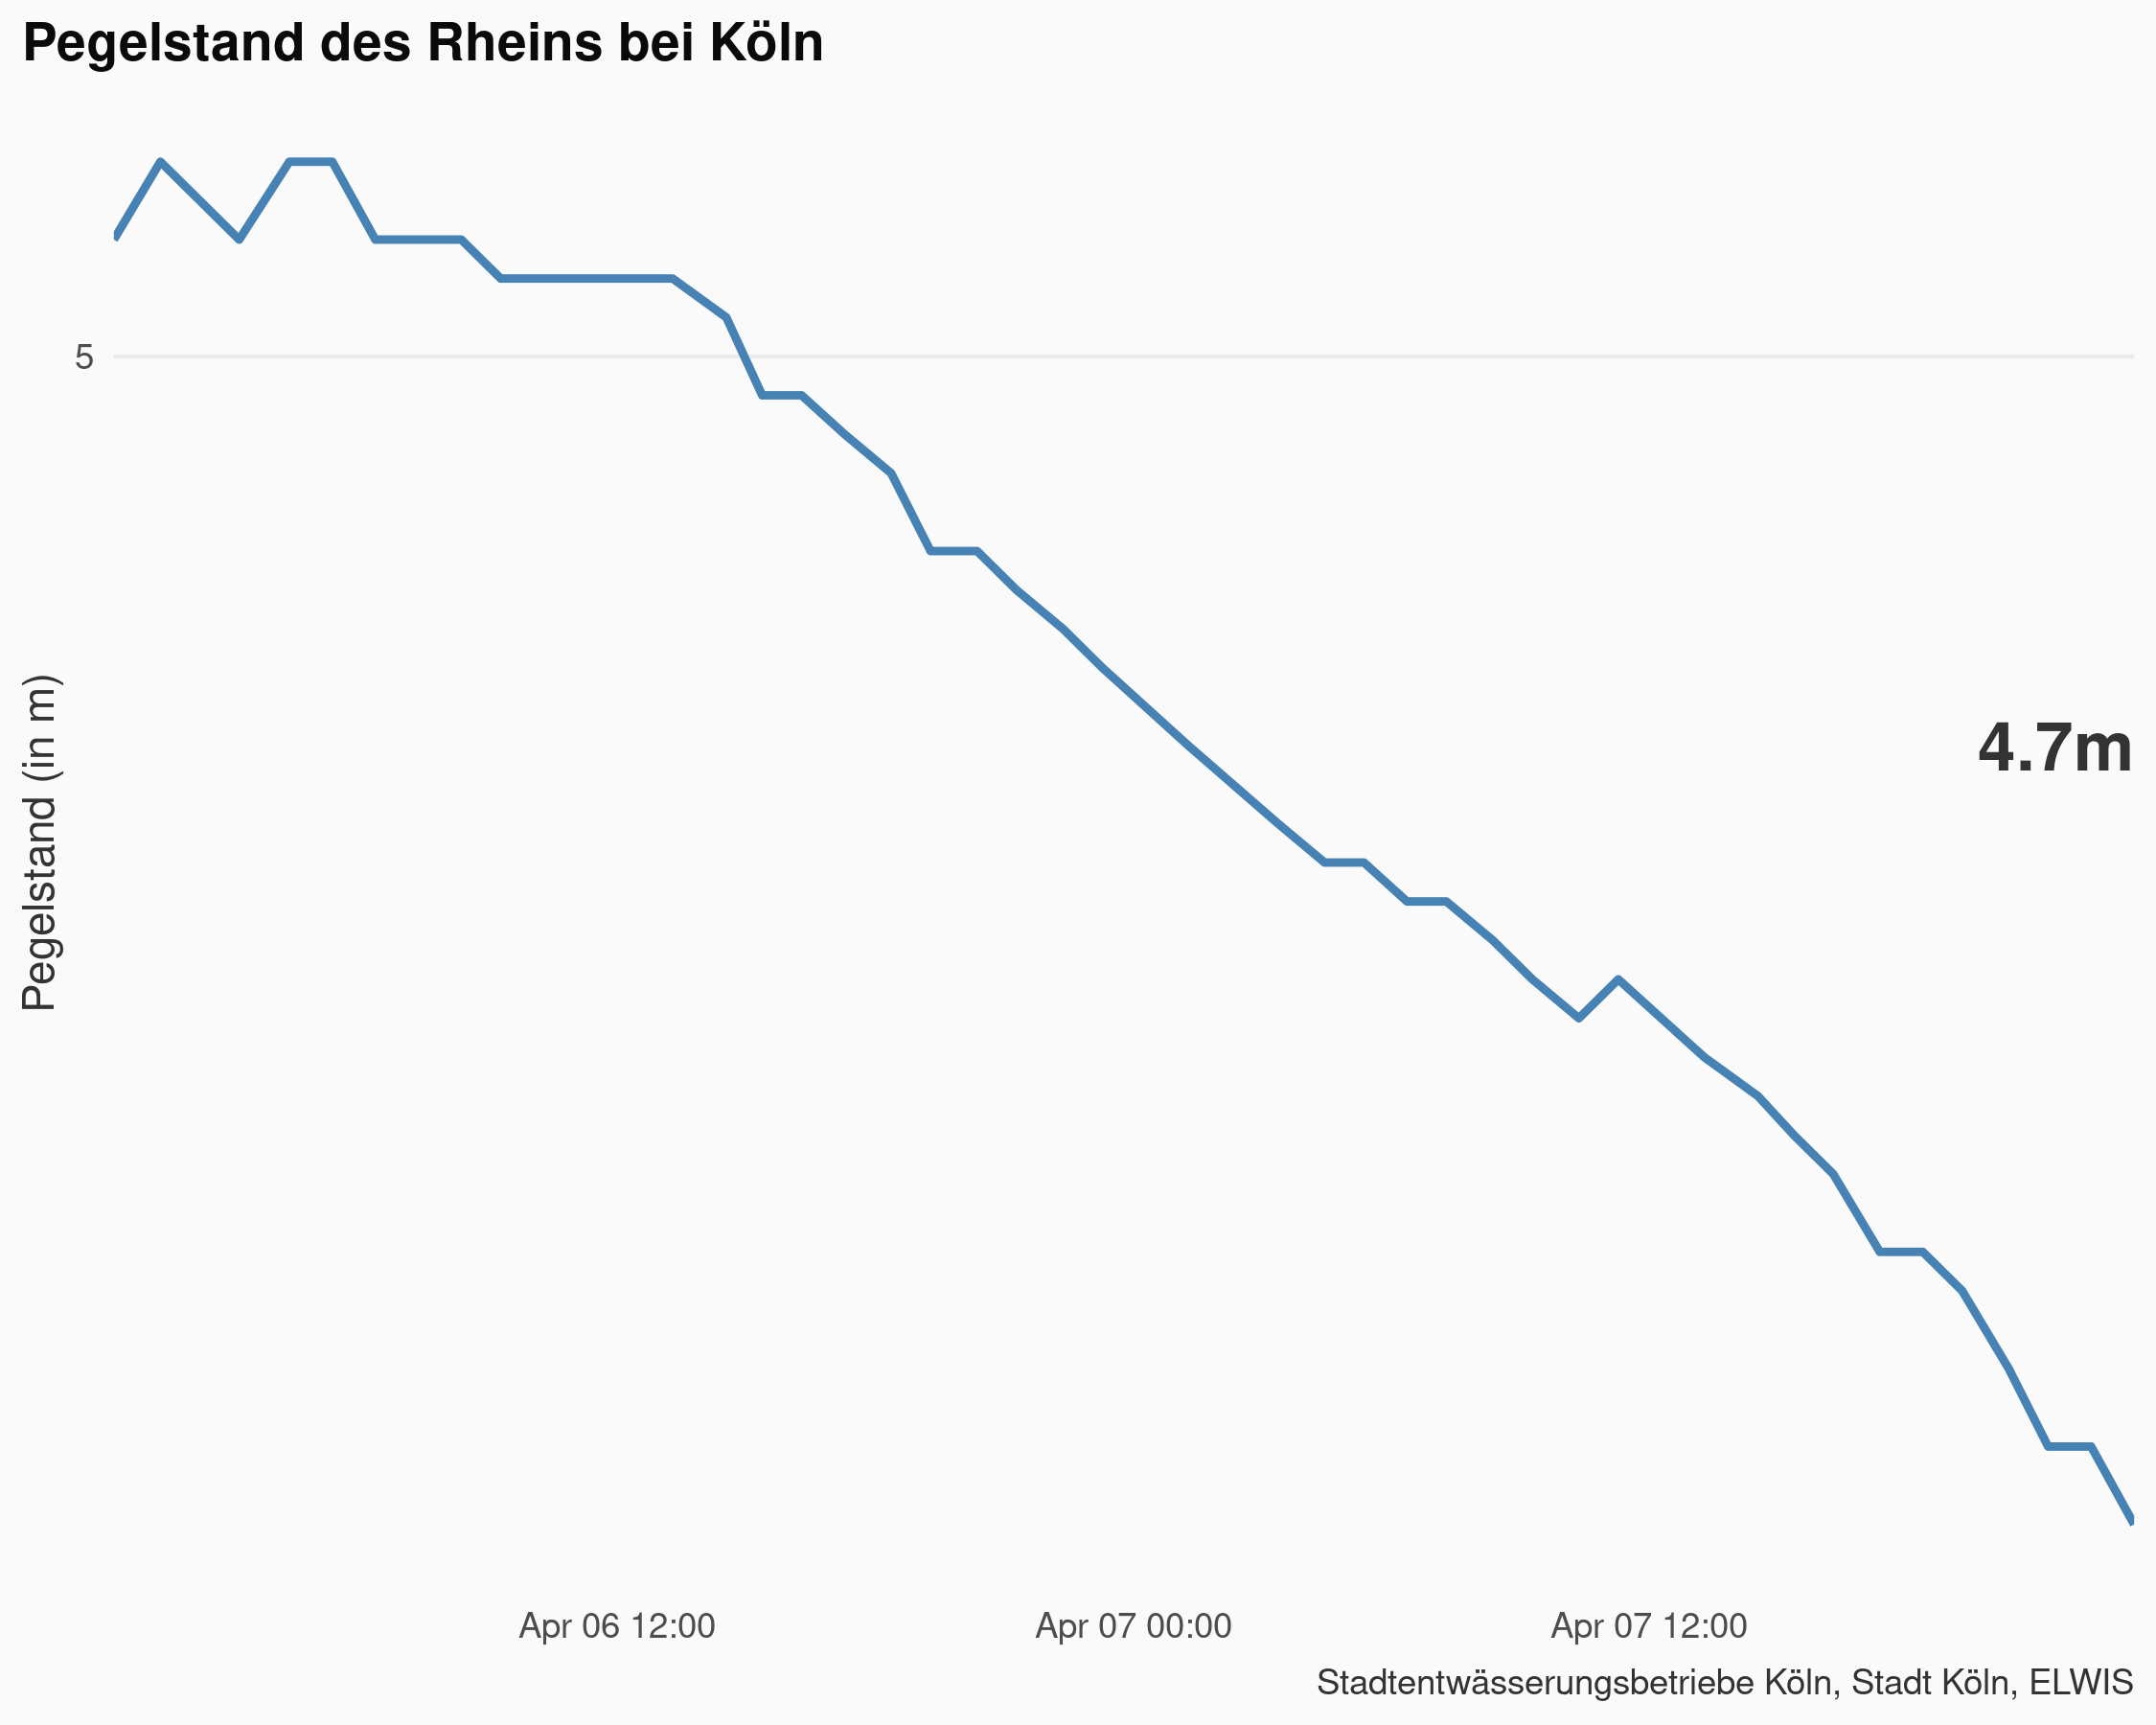 Pegelstand des Rheins bei Köln
5
Pegelstand (in m)
4.7m
Apr 06 12:00
Apr 07 00:00
Apr 07 12:00
Stadtentwässerungsbetriebe Köln, Stadt Köln, ELWIS